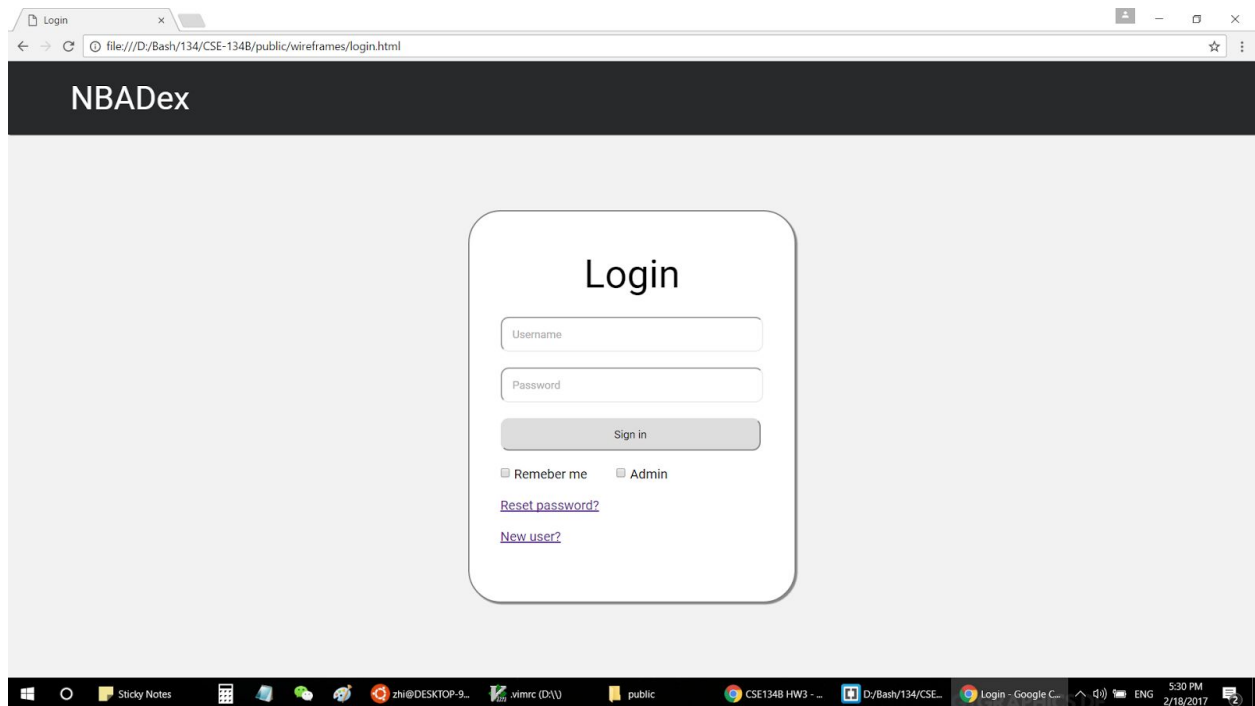 Login
file:///D:/Bash/134/CSE-134B/public/wireframes/login.html
NBADex
Login
Username
Password
Sign in
Remeber me Admin
Reset password?
New user?
Sticky Notes zhi@DESKTOP-9... .vimrc (D:\\) public CSE134B HW3 - ... D:/Bash/134/CSE... Login - Google C... ENG 5:30 PM
2/18/2017 2